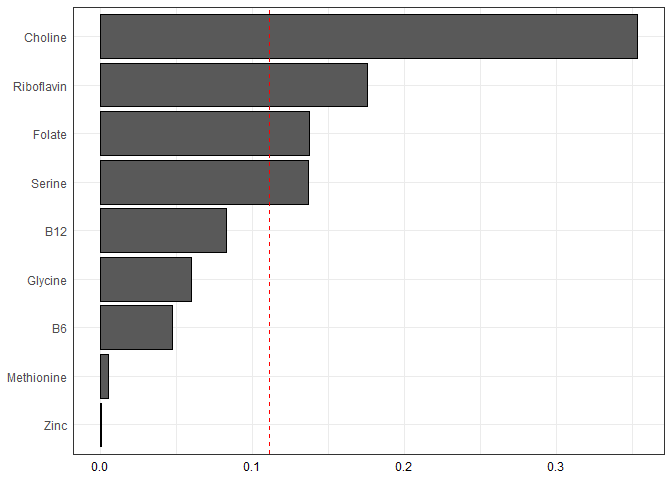 Choline
Riboflavin
Folate
Serine
B12
Glycine
B6
Methionine
Zinc
0.0 0.1 0.2 0.3